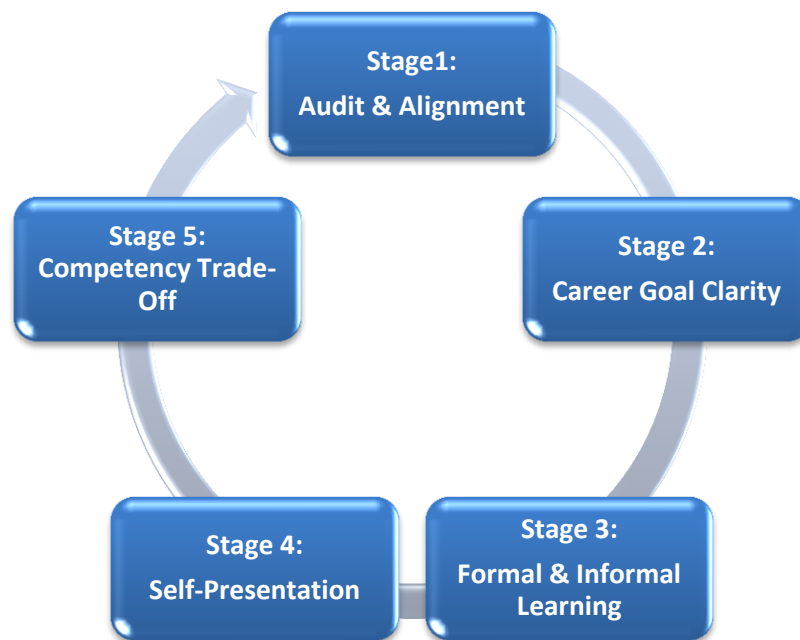 Stage1:
Audit & Alignment
Stage 2:
Career Goal Clarity
Stage 3:
Formal & Informal
Learning
Stage 4:
Self-Presentation
Stage 5:
Competency Trade-
Off